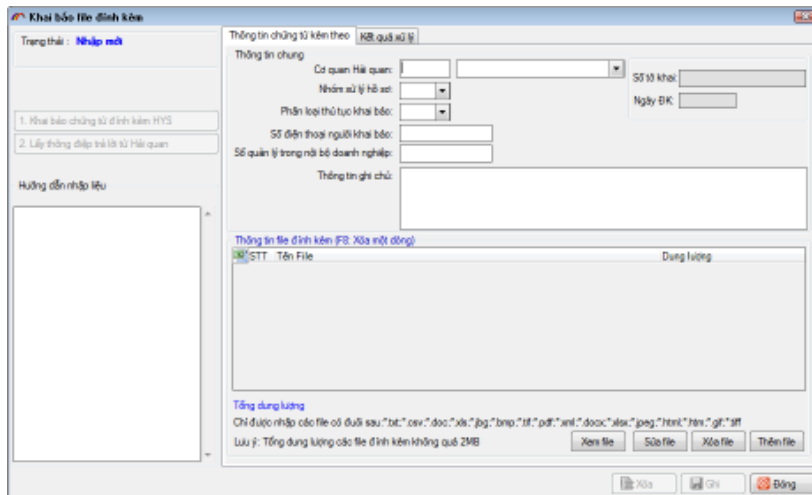 Khai báo file đính kèm
Trạng thái : Nhập mới
1. Khai báo chứng từ đính kèm HYS
2. Lấy thông điệp trả lời từ Hải quan
Hướng dẫn nhập liệu
Thông tin chứng từ kèm theo
Kết quả xử lý
Thông tin chung
Cơ quan Hải quan:
Nhóm xử lý hồ sơ:
Phân loại thủ tục khai báo:
Số điện thoại người khai báo:
Số quản lý trong nội bộ doanh nghiệp:
Thông tin ghi chú:
Số tờ khai:
Ngày ĐK:
Thông tin file đính kèm (F8: Xóa một dòng)
STT Tên File Dung lượng
Tổng dung lượng
Chỉ được nhập các file có đuôi sau:*.txt;*.csv;*.doc;*.xls;*.jbg;*.bmp;*.tif;*.pdf;*.xml;*.docx;*.xlsx;*.jpeg;*.html;*.htm;*.gif;*.tiff
Lưu ý: Tổng dung lượng các file đính kèm không quá 2MB
Xem file
Sửa file
Xóa file
Thêm file
Xóa
Ghi
Đóng